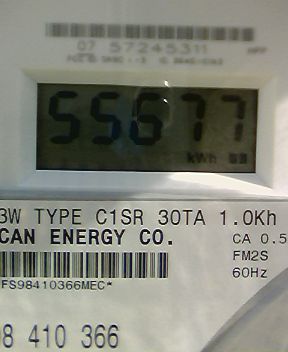 07 57245311
55677
kWh
3W TYPE C1SR 30TA 1.0Kh
CAN ENERGY CO.
CA 0.5
FM2S
FS98410366MEC*
60Hz
98 410 366